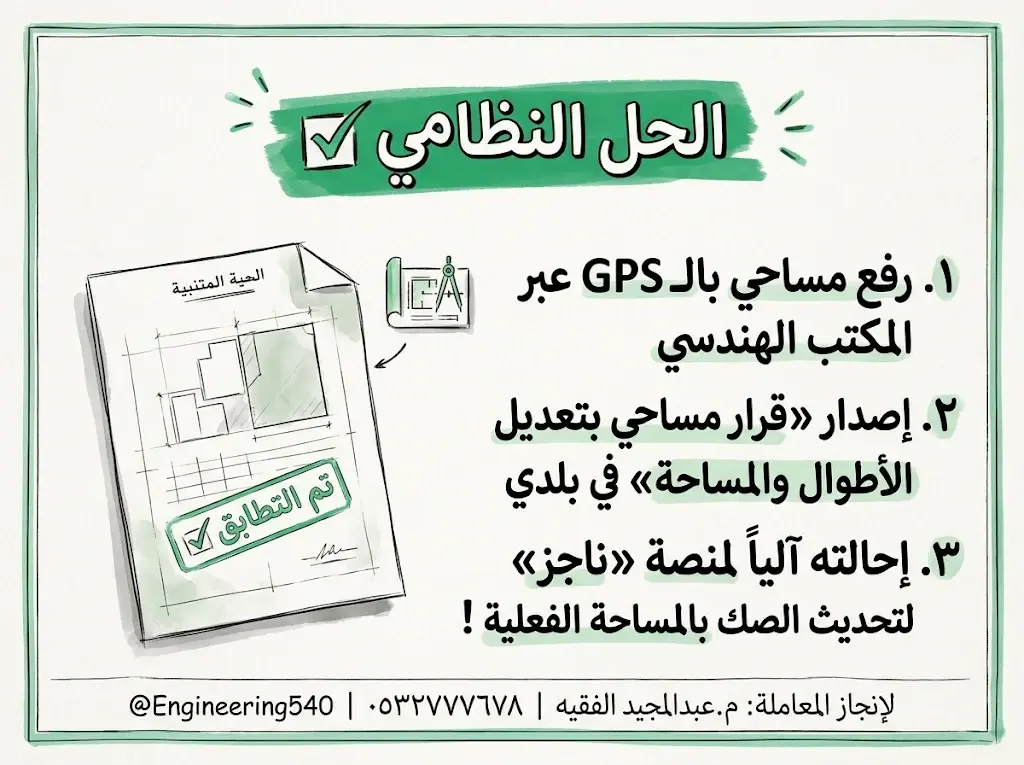 الحل النظامي
١. رفع مساحي بالـ GPS عبر
المكتب الهندسي
٢. إصدار «قرار مساحي بتعديل
الأطوال والمساحة» في بلدي
٣. إحالته آلياً لمنصة «ناجز»
لتحديث الصك بالمساحة الفعلية !
الهية المتنبية
تم التطابق
لإنجاز المعاملة: م.عبدالمجيد الفقيه | ٠٥٣٢٧٧٧٦٧٨ | @Engineering540